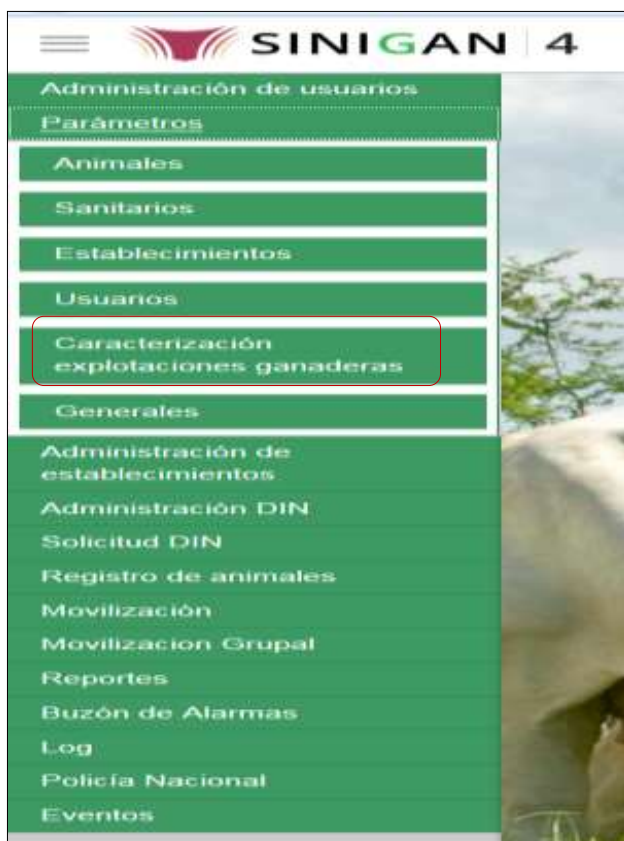 SINIGAN | 4
Administración de usuarios
Parámetros
Animales
Sanitarios
Establecimientos
Usuarios
Caracterización
explotaciones ganaderas
Generales
Administración de
establecimientos
Administración DIN
Solicitud DIN
Registro de animales
Movilización
Movilizacion Grupal
Reportes
Buzón de Alarmas
Log
Policía Nacional
Eventos